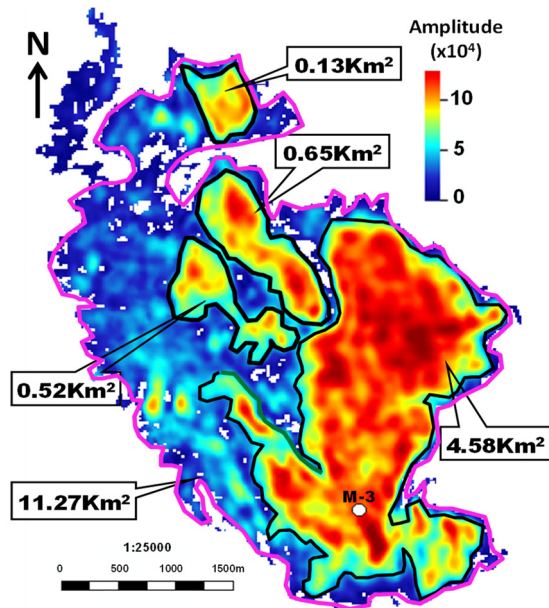 Amplitude
(x10⁴)
N
10
5
0
0.13Km²
0.65Km²
0.52Km²
4.58Km²
11.27Km²
M-3
1:25000
0 500 1000 1500m